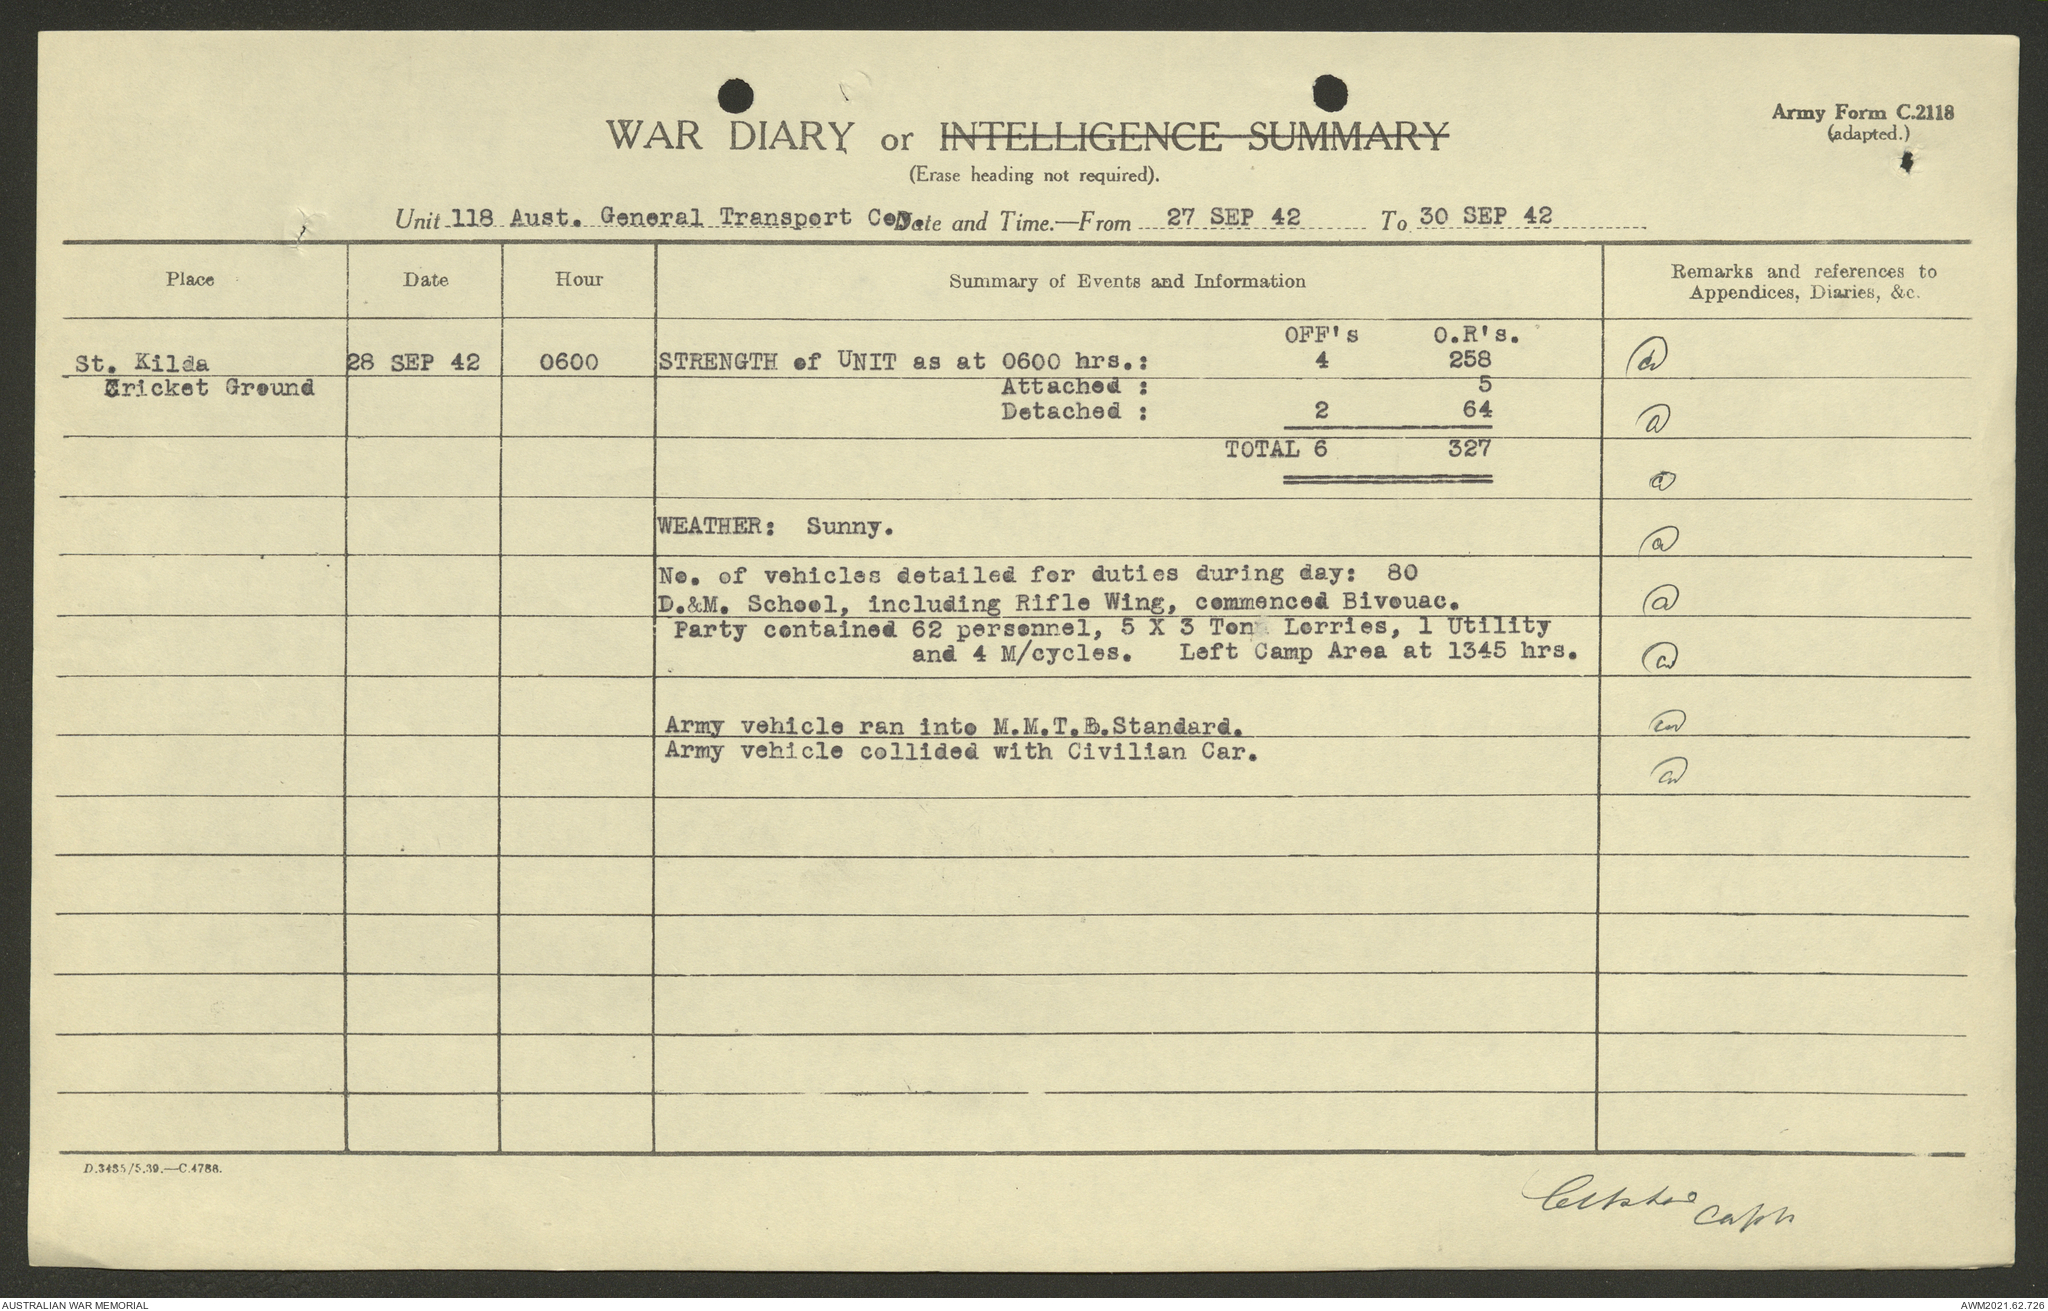 WAR DIARY or INTELLIGENCE SUMMARY
Army Form C.2118
(adapted.)
(Erase heading not required).
Unit 118 Aust. General Transport Coy. Date and Time.—From 27 SEP 42 To 30 SEP 42
Place Date Hour Summary of Events and Information Remarks and references to
Appendices, Diaries, &c.
OFF's O.R's.
St. Kilda 28 SEP 42 0600 STRENGTH of UNIT as at 0600 hrs.: 4 258
Cricket Ground Attached : 5
Detached : 2 64
TOTAL 6 327
WEATHER: Sunny.
No. of vehicles detailed for duties during day: 80
D.&M. School, including Rifle Wing, commenced Bivouac.
Party contained 62 personnel, 5 X 3 Ton Lorries, 1 Utility
and 4 M/cycles. Left Camp Area at 1345 hrs.
Army vehicle ran into M.M.T.B.Standard.
Army vehicle collided with Civilian Car.
D.3485/5.39.—C.4788.
Capt
AUSTRALIAN WAR MEMORIAL
AWM2021.62.726